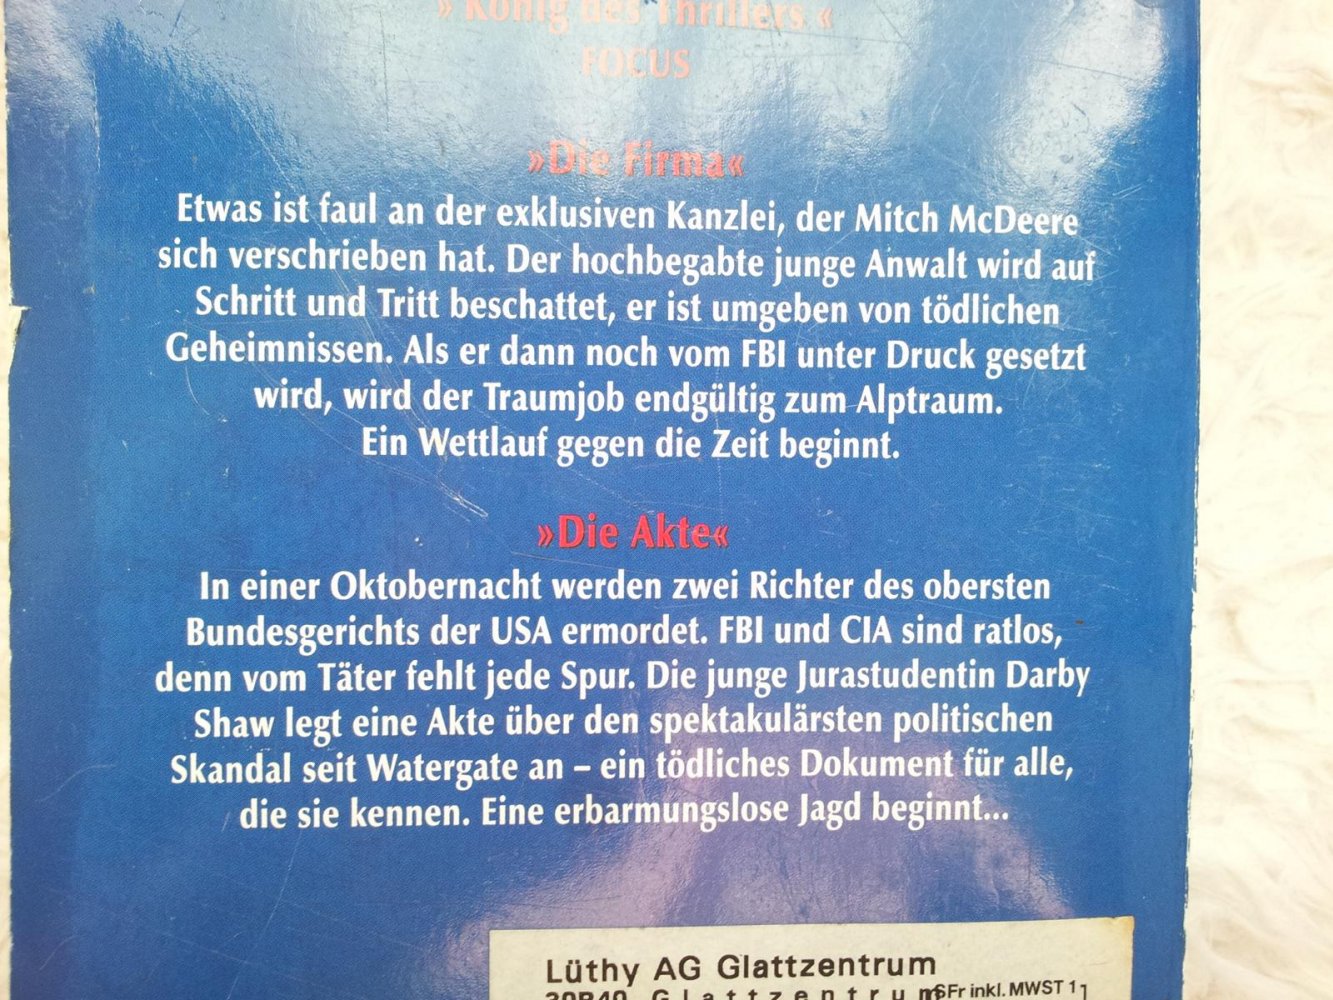 »König des Thrillers«
FOCUS
»Die Firma«
Etwas ist faul an der exklusiven Kanzlei, der Mitch McDeere
sich verschrieben hat. Der hochbegabte junge Anwalt wird auf
Schritt und Tritt beschattet, er ist umgeben von tödlichen
Geheimnissen. Als er dann noch vom FBI unter Druck gesetzt
wird, wird der Traumjob endgültig zum Alptraum.
Ein Wettlauf gegen die Zeit beginnt.
»Die Akte«
In einer Oktobernacht werden zwei Richter des obersten
Bundesgerichts der USA ermordet. FBI und CIA sind ratlos,
denn vom Täter fehlt jede Spur. Die junge Jurastudentin Darby
Shaw legt eine Akte über den spektakulärsten politischen
Skandal seit Watergate an – ein tödliches Dokument für alle,
die sie kennen. Eine erbarmungslose Jagd beginnt...
Lüthy AG Glattzentrum
Glattzentrum SFr inkl. MWST